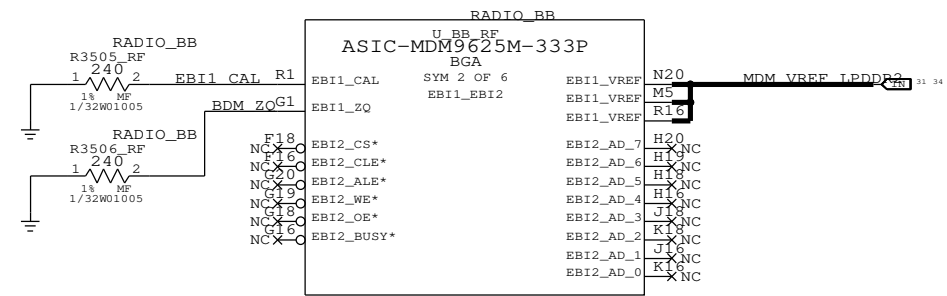 RADIO_BB
U_BB_RF
ASIC-MDM9625M-333P
BGA
SYM 2 OF 6
EBI1_EBI2
RADIO_BB
R3505_RF
240
1 2
1%
MF
1/32W 01005
EBI1_CAL R1 EBI1_CAL
BDM_ZQ G1 EBI1_ZQ
RADIO_BB
R3506_RF
240
1 2
1%
MF
1/32W 01005
NC F18 EBI2_CS*
NC F16 EBI2_CLE*
NC G20 EBI2_ALE*
NC G19 EBI2_WE*
NC G18 EBI2_OE*
NC G16 EBI2_BUSY*
EBI1_VREF N20 MDM_VREF_LPDDR2 IN 31 34
EBI1_VREF M5
EBI1_VREF R16
EBI2_AD_7 H20 NC
EBI2_AD_6 H19 NC
EBI2_AD_5 H18 NC
EBI2_AD_4 H16 NC
EBI2_AD_3 J18 NC
EBI2_AD_2 K18 NC
EBI2_AD_1 J16 NC
EBI2_AD_0 K16 NC